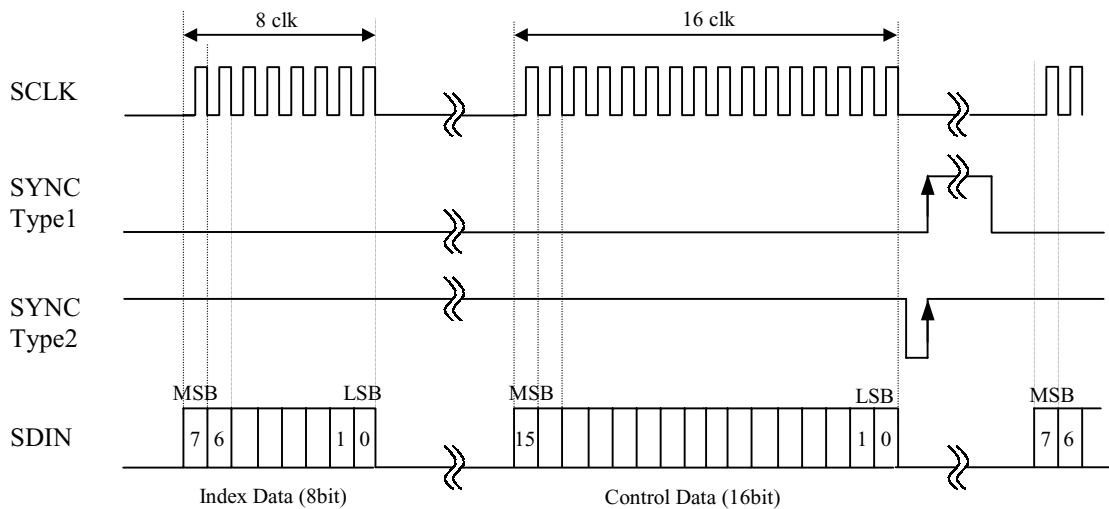 8 clk
16 clk
SCLK
SYNC
Type1
SYNC
Type2
MSB
LSB
MSB
LSB
MSB
SDIN
7 6 1 0
15 1 0
7 6
Index Data (8bit)
Control Data (16bit)